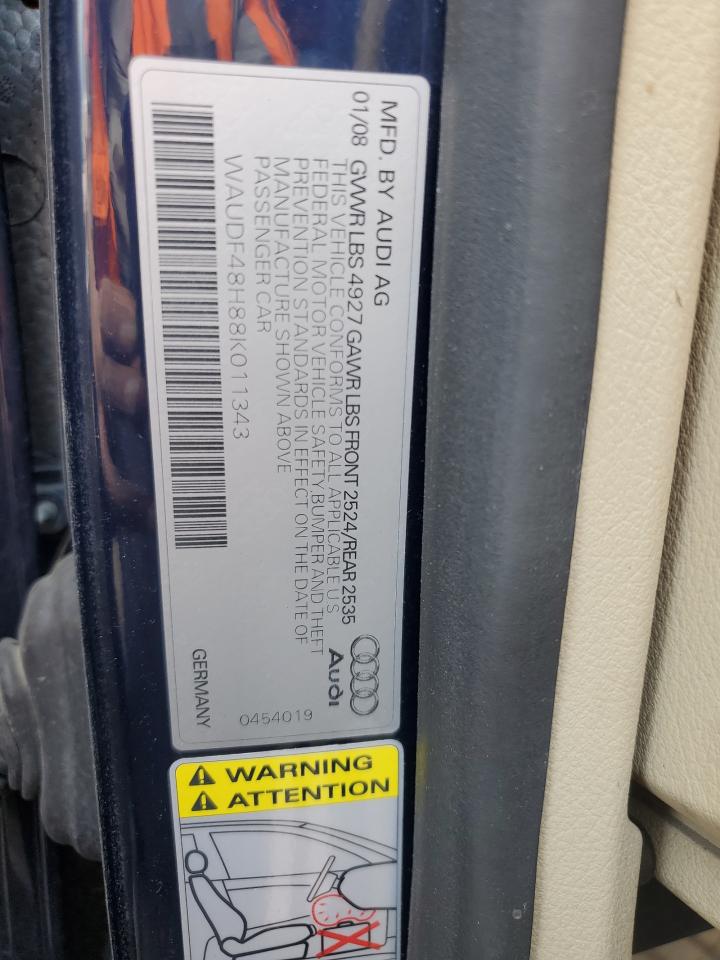 MFD. BY AUDI AG
01/08 GVWR LBS 4927 GAWR LBS FRONT 2524/REAR 2535
THIS VEHICLE CONFORMS TO ALL APPLICABLE U.S.
FEDERAL MOTOR VEHICLE SAFETY, BUMPER AND THEFT
PREVENTION STANDARDS IN EFFECT ON THE DATE OF
MANUFACTURE SHOWN ABOVE
PASSENGER CAR
WAUDF48H88K011343
Audi
0454019
GERMANY
WARNING
ATTENTION